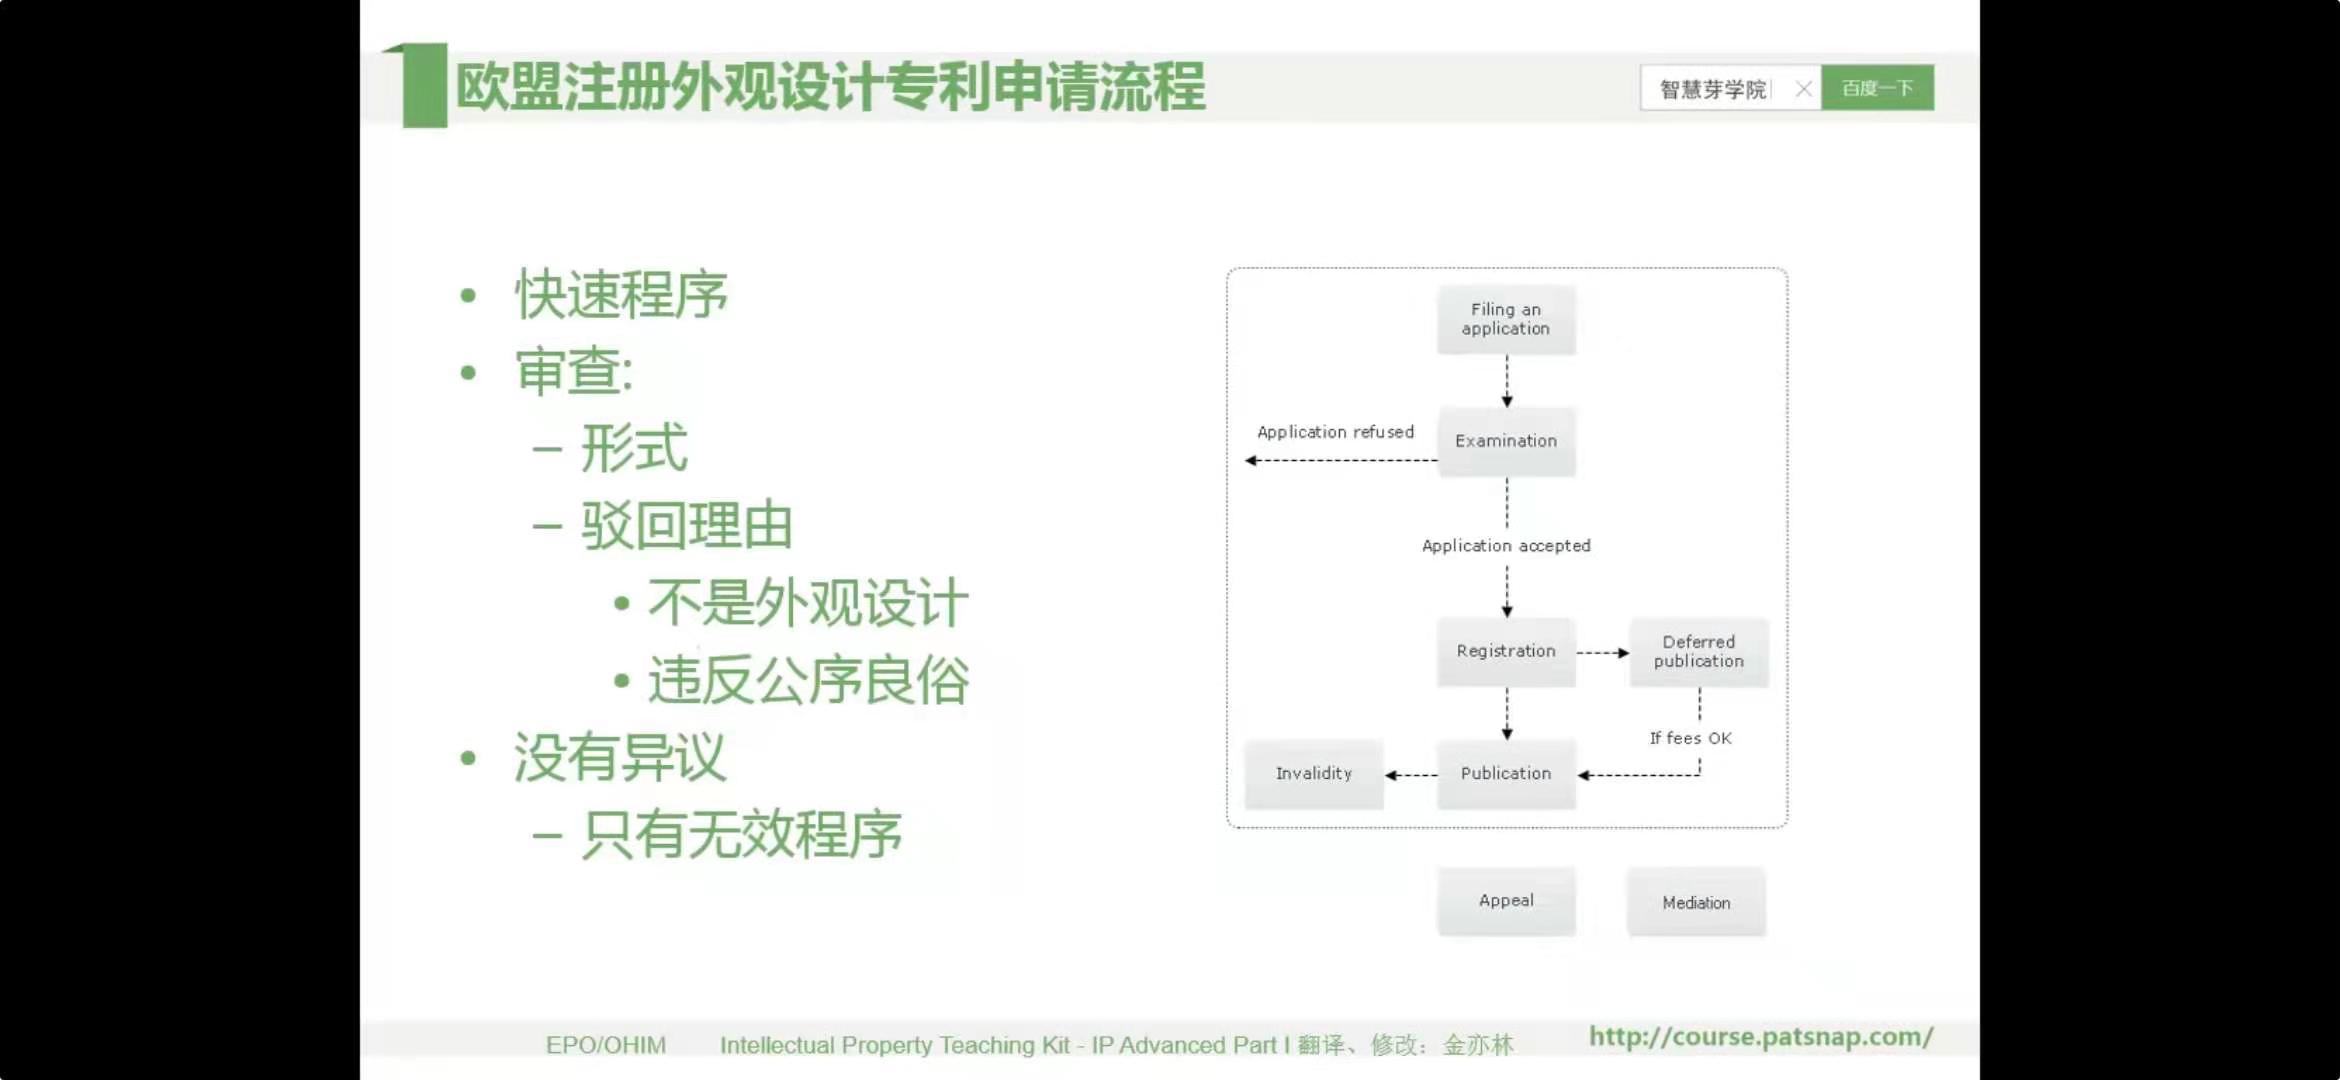 欧盟注册外观设计专利申请流程
智慧芽学院
百度一下
• 快速程序
• 审查:
– 形式
– 驳回理由
• 不是外观设计
• 违反公序良俗
• 没有异议
– 只有无效程序
Filing an
application
Application refused
Examination
Application accepted
Registration
Deferred
publication
If fees OK
Invalidity
Publication
Appeal
Mediation
EPO/OHIM
Intellectual Property Teaching Kit - IP Advanced Part I 翻译、修改：金亦林
http://course.patsnap.com/